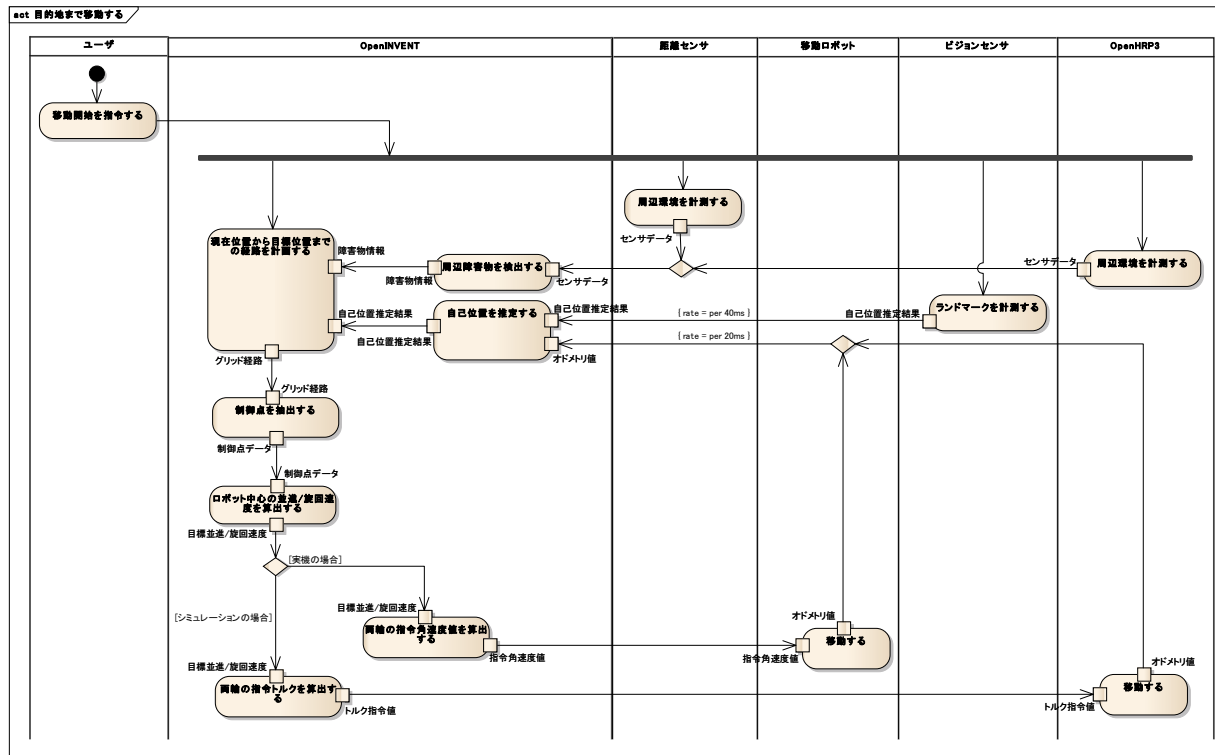 act 目的地まで移動する
ユーザ
OpenINVENT
距離センサ
移動ロボット
ビジョンセンサ
OpenHRP3
移動開始を指令する
周辺環境を計測する
センサデータ
現在位置から目標位置まで
の経路を計画する
障害物情報
障害物情報
周辺障害物を検出する
センサデータ
センサデータ
周辺環境を計測する
自己位置推定結果
自己位置推定結果
自己位置を推定する
自己位置推定結果
{ rate = per 40ms }
自己位置推定結果
ランドマークを計測する
{ rate = per 20ms }
オドメトリ値
グリッド経路
グリッド経路
制御点を抽出する
制御点データ
制御点データ
ロボット中心の並進/旋回速
度を算出する
目標並進/旋回速度
[実機の場合]
[シミュレーションの場合]
目標並進/旋回速度
両輪の指令角速度値を算出
する
指令角速度値
オドメトリ値
移動する
指令角速度値
目標並進/旋回速度
両輪の指令トルクを算出す
る
トルク指令値
オドメトリ値
移動する
トルク指令値